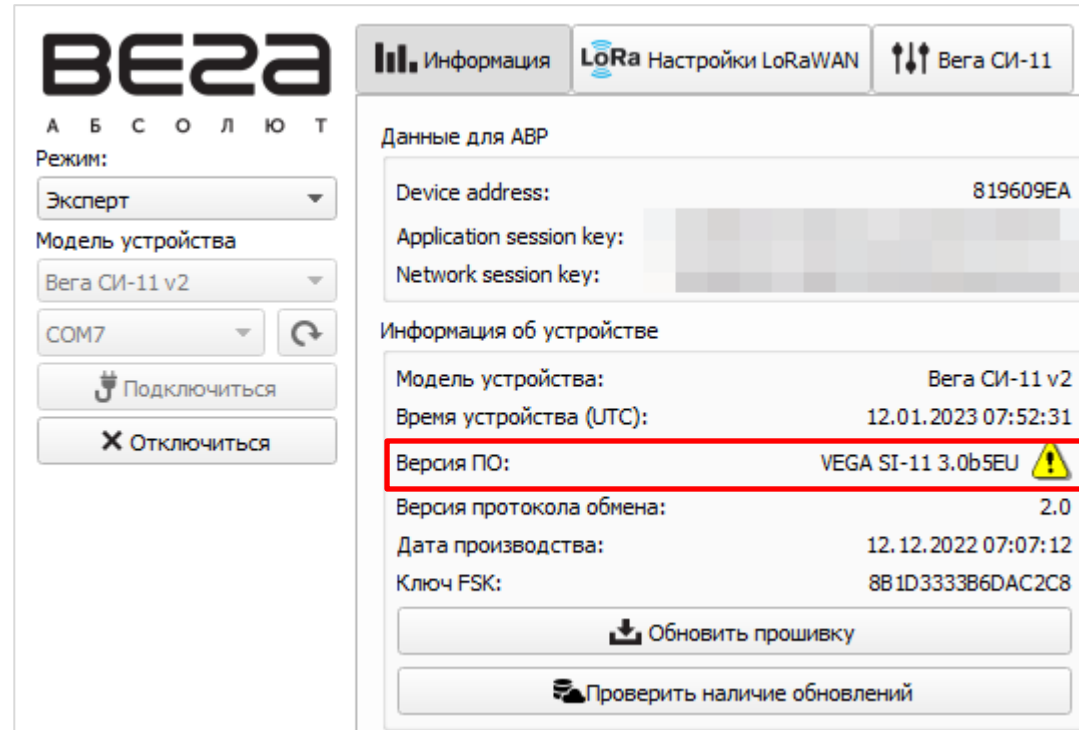 ВЕГА
АБСОЛЮТ
Режим:
Эксперт
Модель устройства
Вега СИ-11 v2
COM7
Подключиться
Отключиться
Информация
LoRa Настройки LoRaWAN
Вега СИ-11
Данные для ABP
Device address: 819609EA
Application session key:
Network session key:
Информация об устройстве
Модель устройства: Вега СИ-11 v2
Время устройства (UTC): 12.01.2023 07:52:31
Версия ПО: VEGA SI-11 3.0b5EU
Версия протокола обмена: 2.0
Дата производства: 12.12.2022 07:07:12
Ключ FSK: 8B1D3333B6DAC2C8
Обновить прошивку
Проверить наличие обновлений